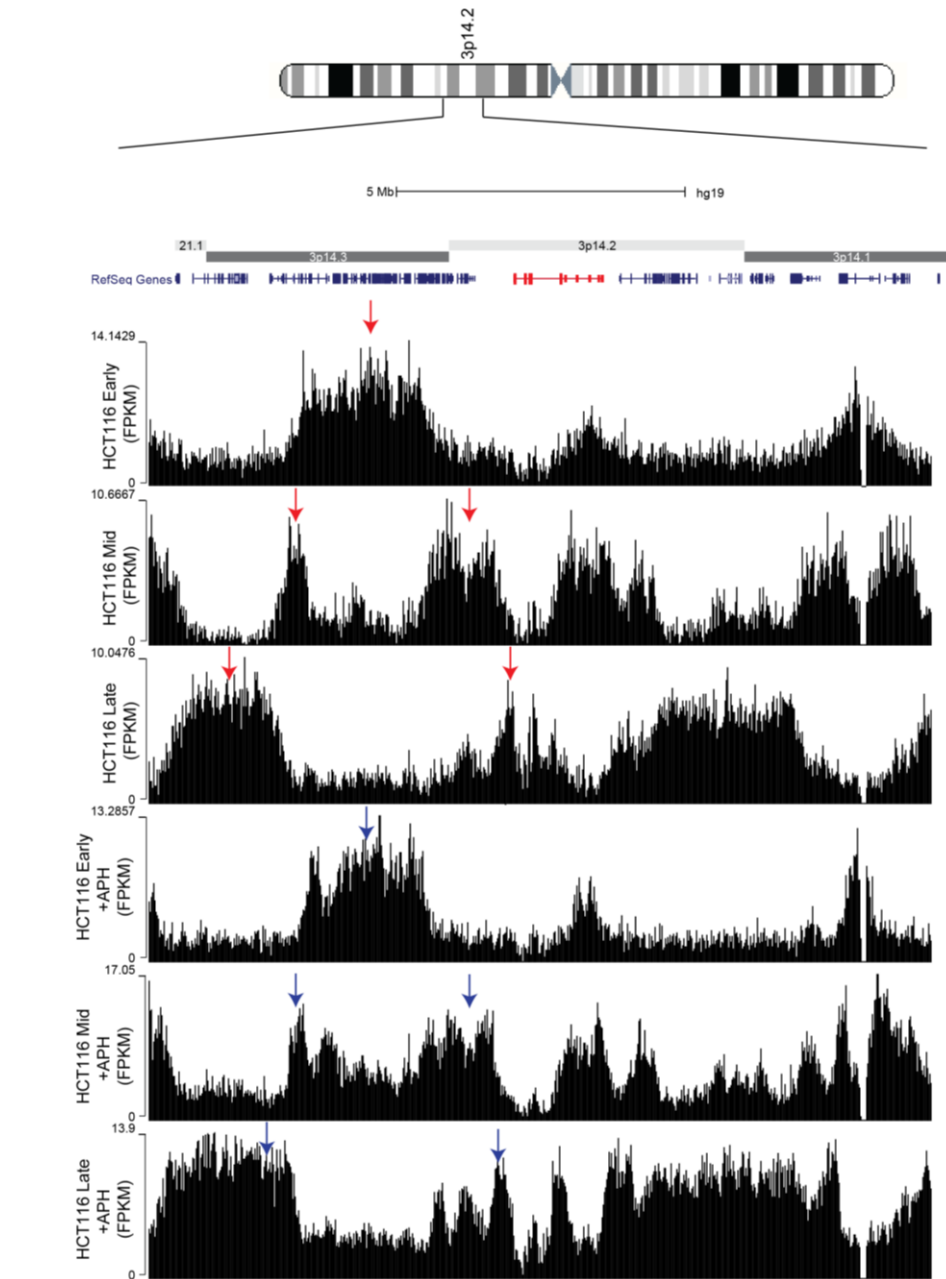 3p14.2
5 Mb hg19
21.1 3p14.2
3p14.3 3p14.1
RefSeq Genes
14.1429
HCT116 Early
(FPKM)
0
10.6667
HCT116 Mid
(FPKM)
0
10.0476
HCT116 Late
(FPKM)
0
13.2857
HCT116 Early
+APH
(FPKM)
0
17.05
HCT116 Mid
+APH
(FPKM)
0
13.9
HCT116 Late
+APH
(FPKM)
0